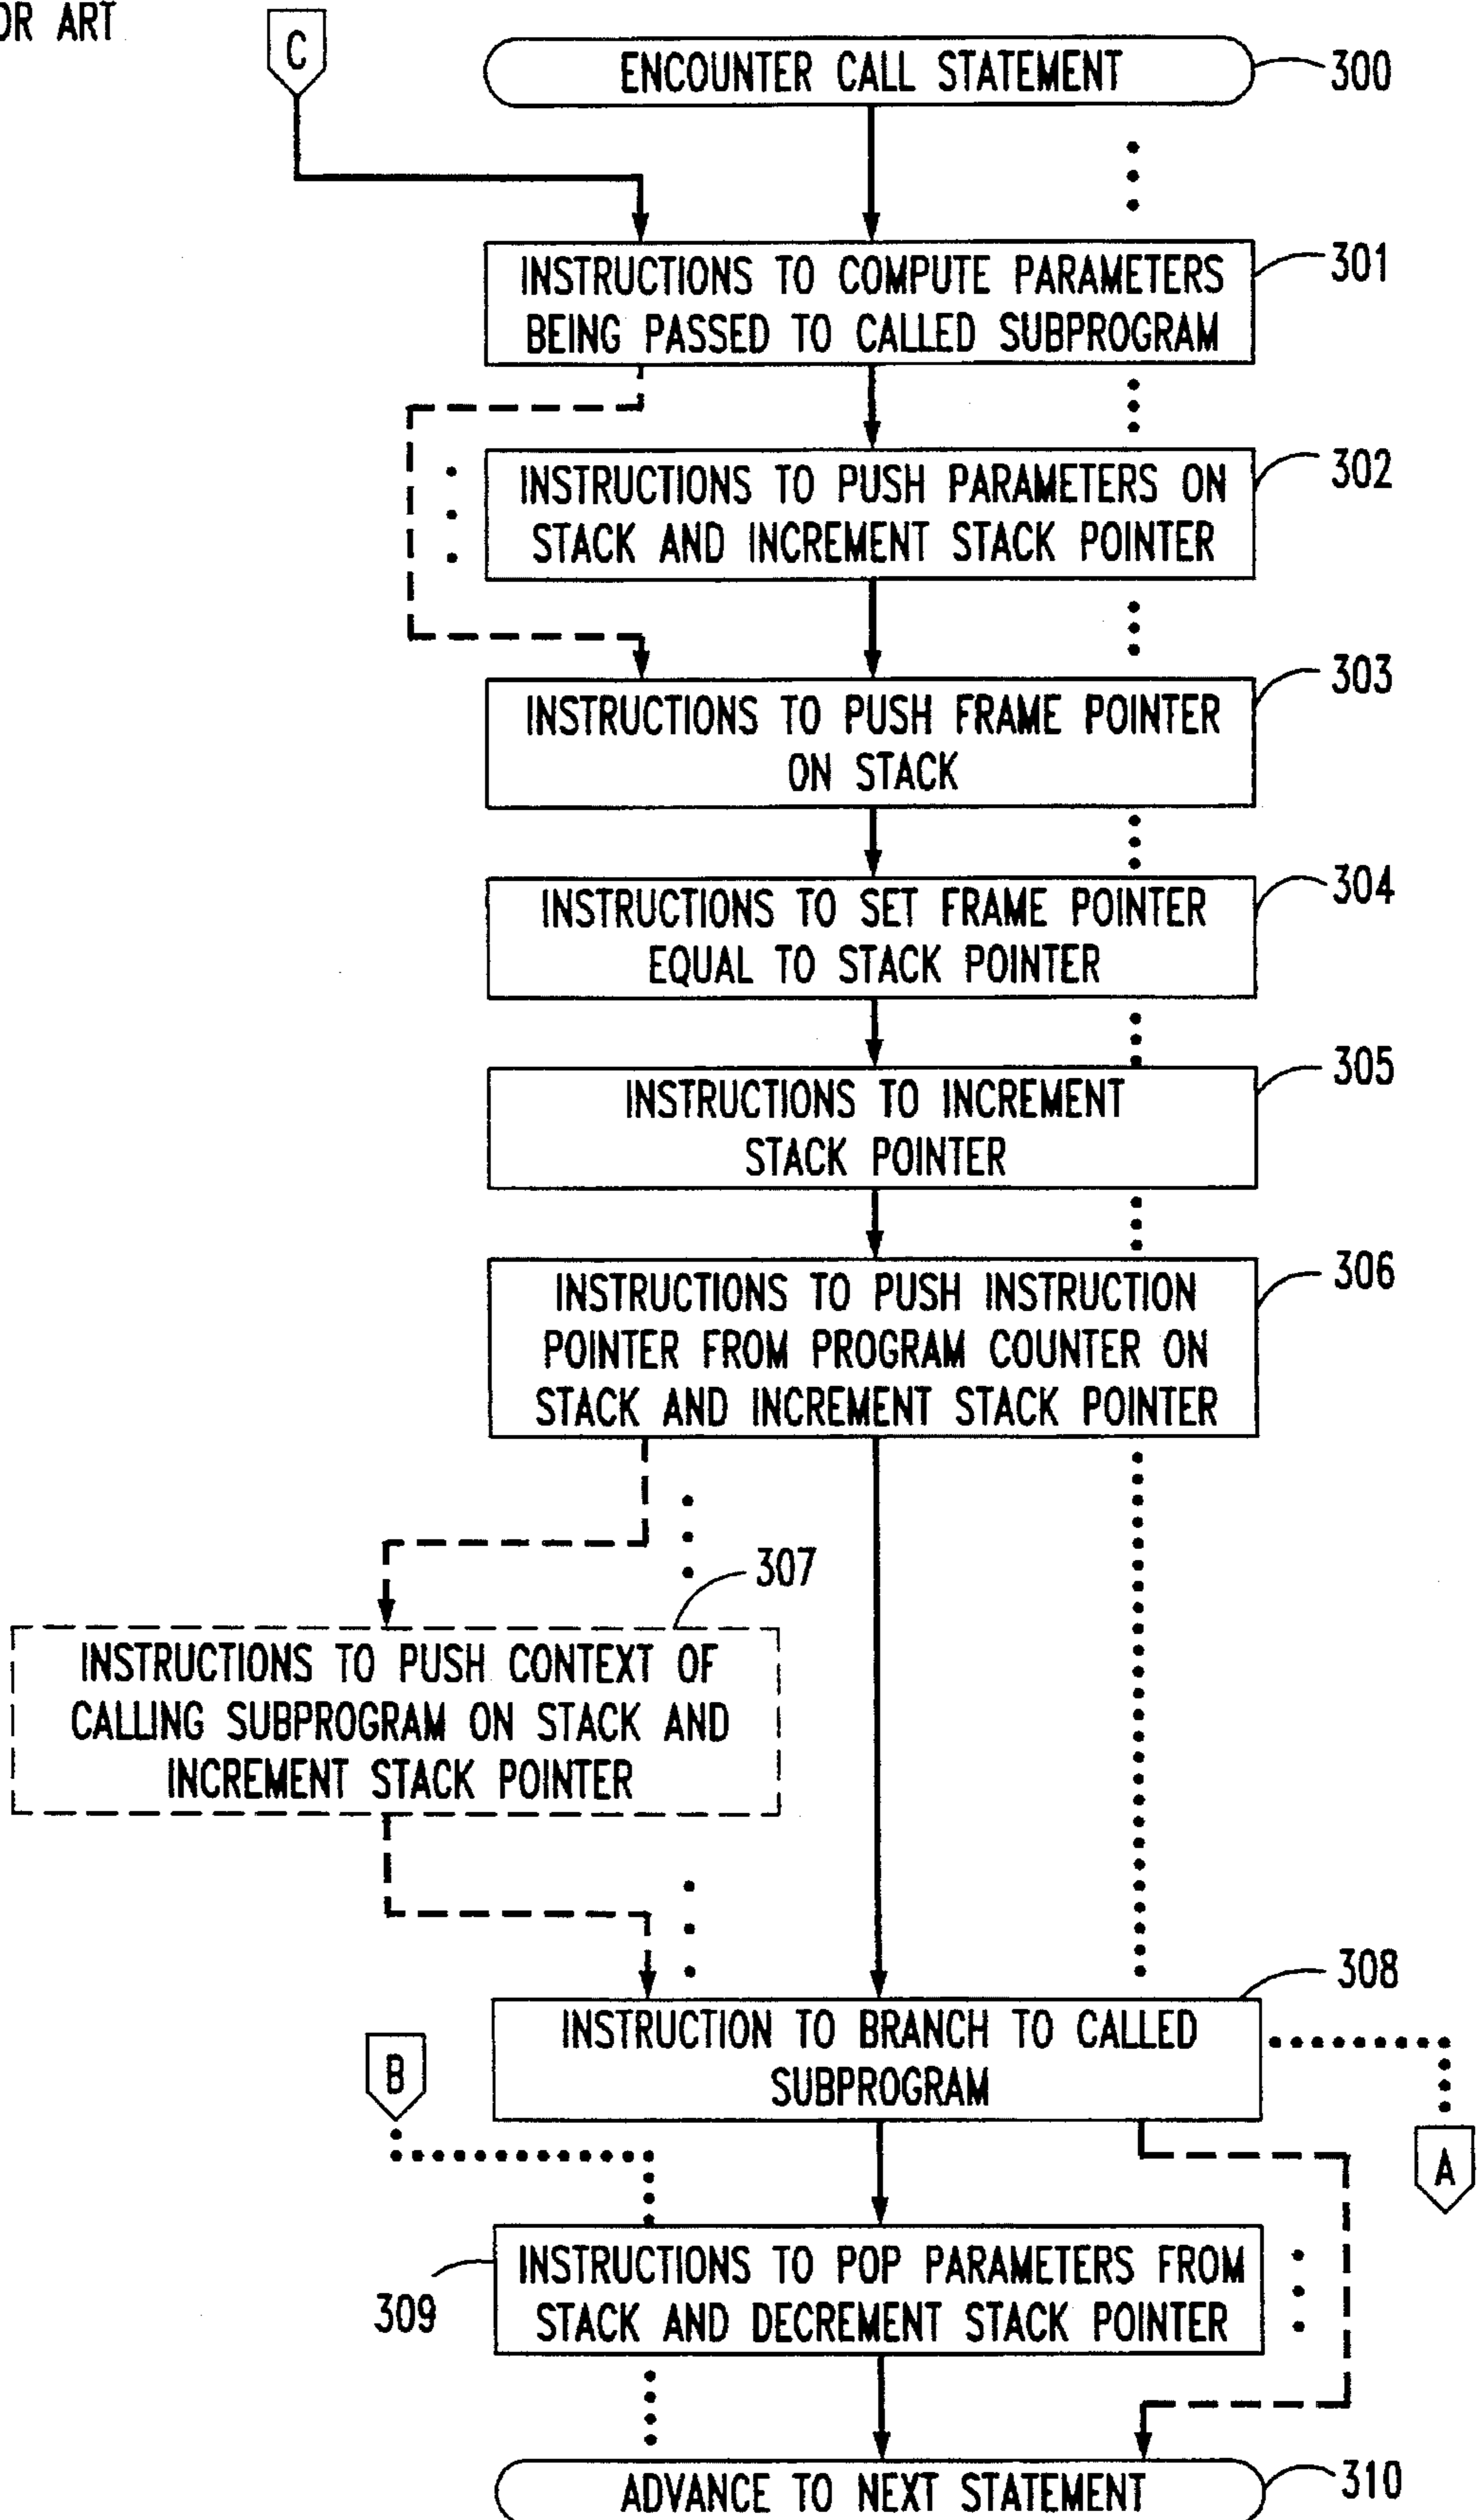 ART
C
ENCOUNTER CALL STATEMENT
300
INSTRUCTIONS TO COMPUTE PARAMETERS
BEING PASSED TO CALLED SUBPROGRAM
301
INSTRUCTIONS TO PUSH PARAMETERS ON
STACK AND INCREMENT STACK POINTER
302
INSTRUCTIONS TO PUSH FRAME POINTER
ON STACK
303
INSTRUCTIONS TO SET FRAME POINTER
EQUAL TO STACK POINTER
304
INSTRUCTIONS TO INCREMENT
STACK POINTER
305
INSTRUCTIONS TO PUSH INSTRUCTION
POINTER FROM PROGRAM COUNTER ON
STACK AND INCREMENT STACK POINTER
306
307
INSTRUCTIONS TO PUSH CONTEXT OF
CALLING SUBPROGRAM ON STACK AND
INCREMENT STACK POINTER
308
INSTRUCTION TO BRANCH TO CALLED
SUBPROGRAM
B
A
INSTRUCTIONS TO POP PARAMETERS FROM
STACK AND DECREMENT STACK POINTER
309
ADVANCE TO NEXT STATEMENT
310